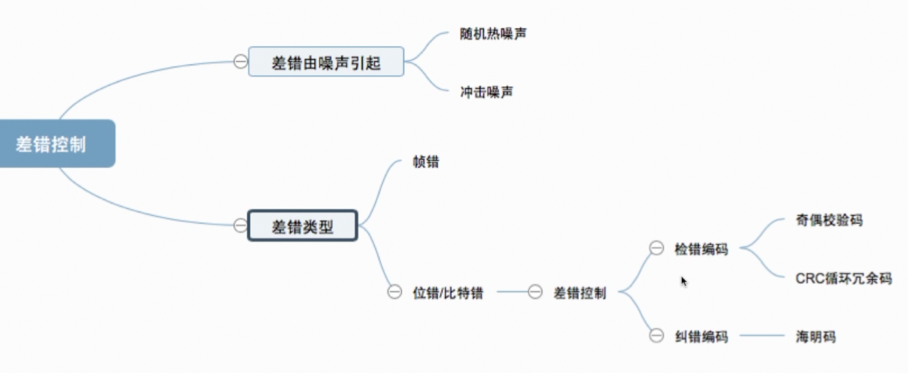 差错控制
差错由噪声引起
随机热噪声
冲击噪声
差错类型
帧错
位错/比特错
差错控制
检错编码
奇偶校验码
CRC循环冗余码
纠错编码
海明码